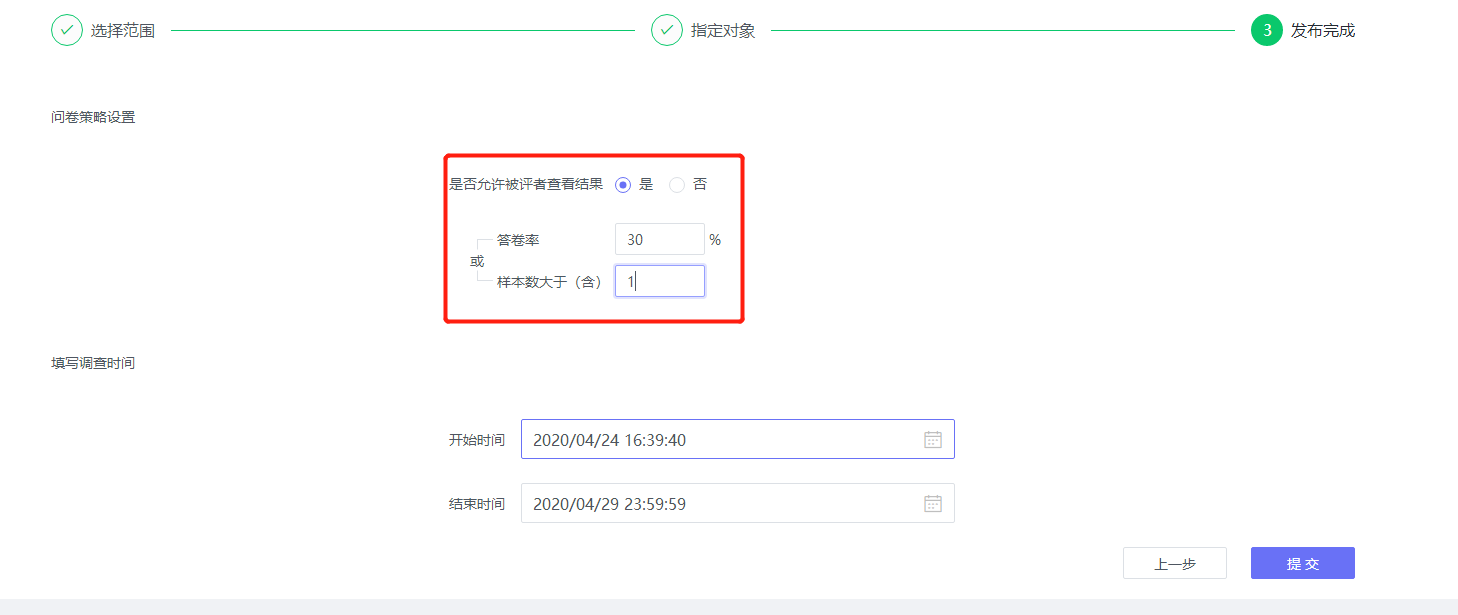 选择范围 指定对象 3 发布完成
问卷策略设置
是否允许被评者查看结果 是 否
答卷率 30 %
或
样本数大于（含） 1
填写调查时间
开始时间 2020/04/24 16:39:40
结束时间 2020/04/29 23:59:59
上一步 提 交